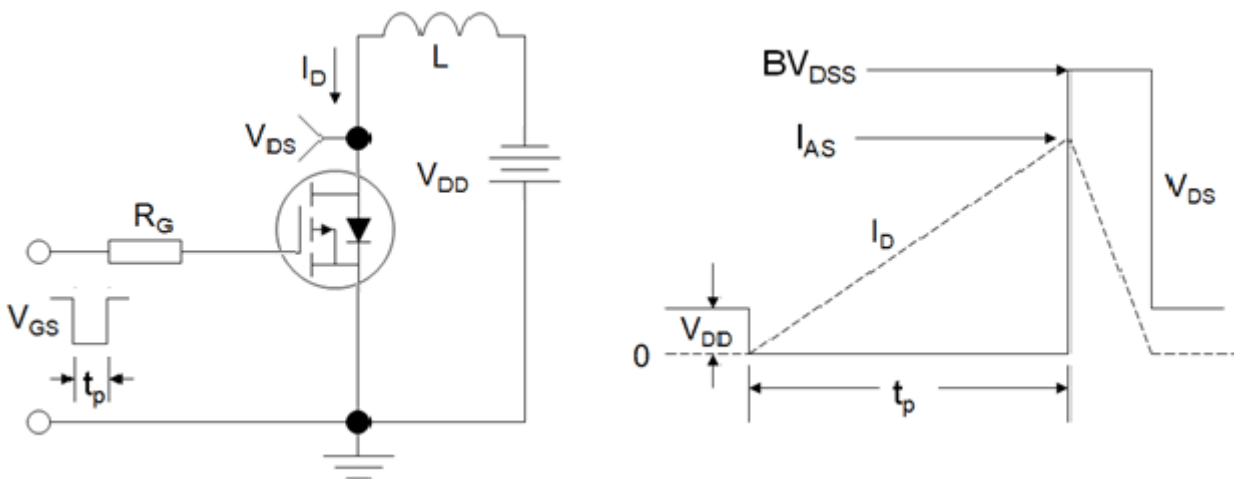 L
I_D
V_DS
V_DD
R_G
V_GS
t_p
BV_DSS
I_AS
V_DS
I_D
V_DD
0
t_p